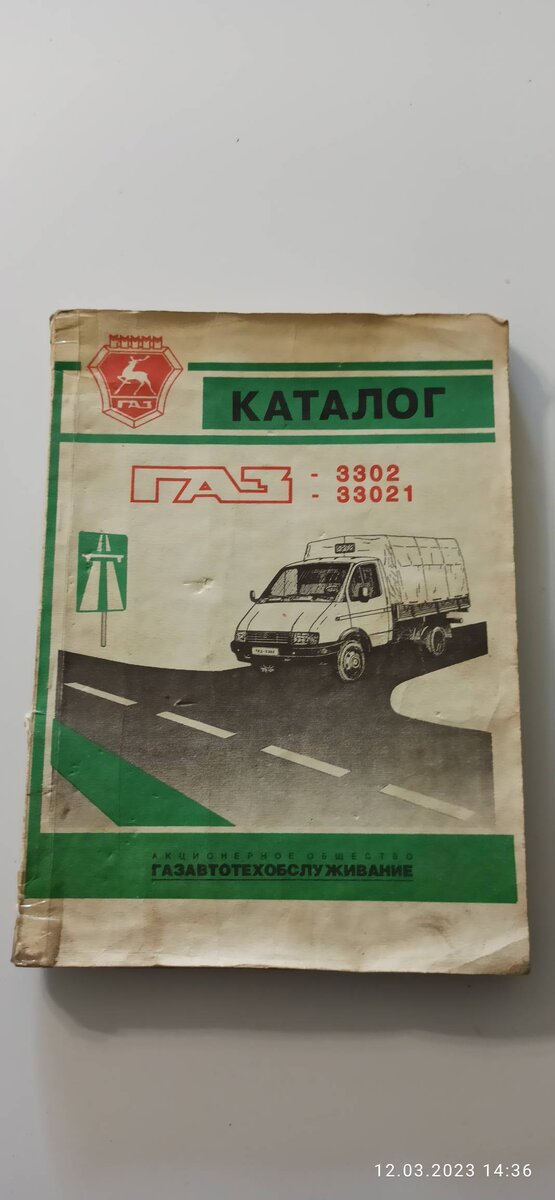 ГАЗ
КАТАЛОГ
ГАЗ - 3302
- 33021
АКЦИОНЕРНОЕ ОБЩЕСТВО
ГАЗАВТОТЕХОБСЛУЖИВАНИЕ
12.03.2023 14:36